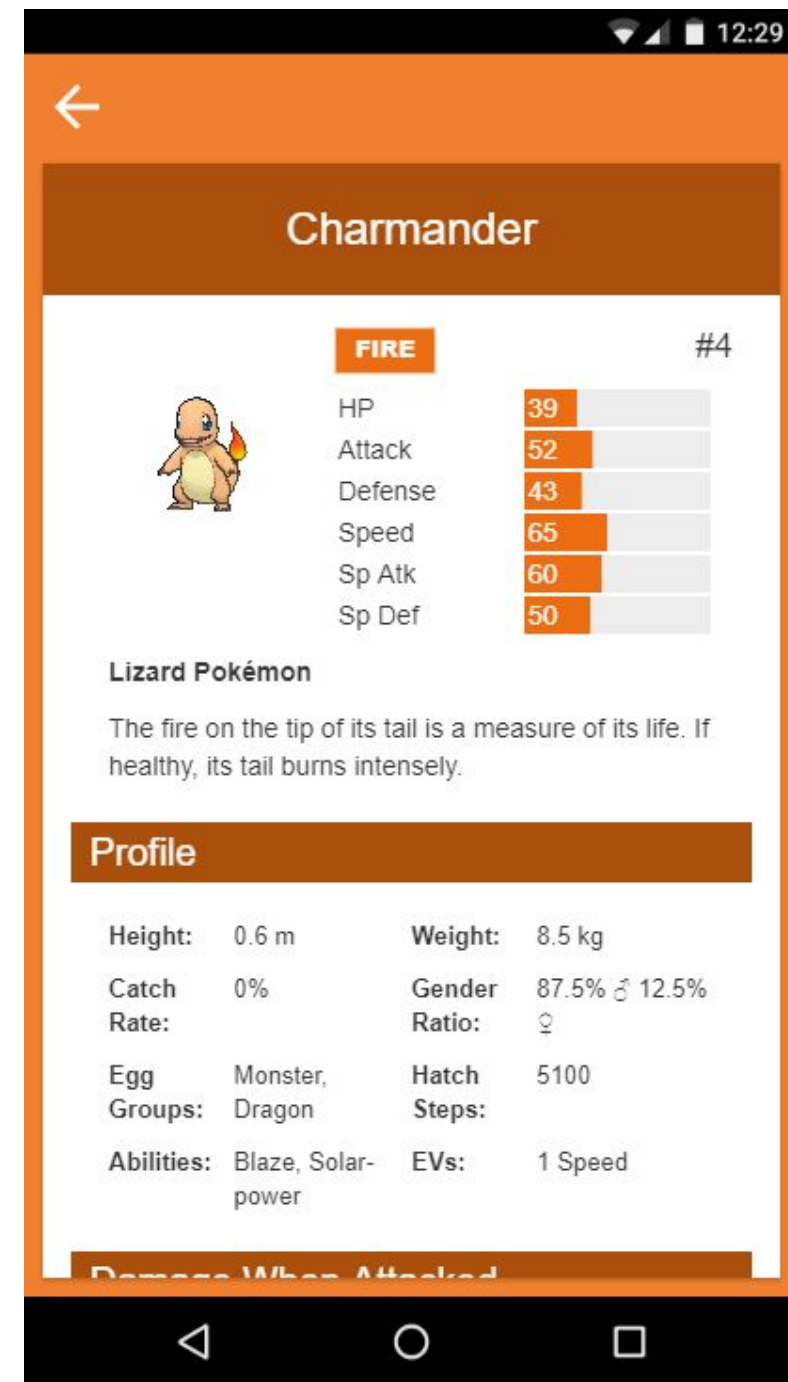 12:29
Charmander
FIRE
#4
HP 39
Attack 52
Defense 43
Speed 65
Sp Atk 60
Sp Def 50
Lizard Pokémon
The fire on the tip of its tail is a measure of its life. If
healthy, its tail burns intensely.
Profile
Height: 0.6 m Weight: 8.5 kg
Catch 0% Gender 87.5% ♂ 12.5%
Rate: Ratio: ♀
Egg Monster, Hatch 5100
Groups: Dragon Steps:
Abilities: Blaze, Solar- EVs: 1 Speed
power
Damage When Attacked